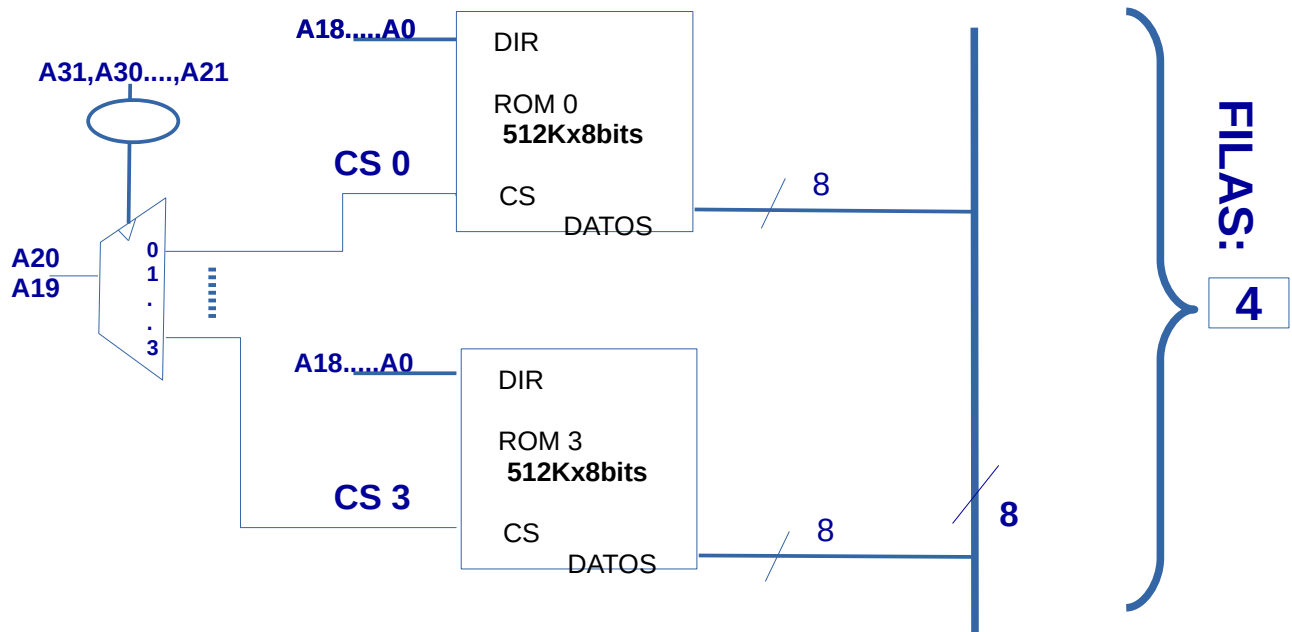 A18.....A0
DIR
A31,A30....,A21
ROM 0
512Kx8bits
CS 0
CS
8
DATOS
A20
A19
0
1
.
.
3
A18.....A0
DIR
ROM 3
512Kx8bits
CS 3
CS
8
DATOS
8
FILAS:
4